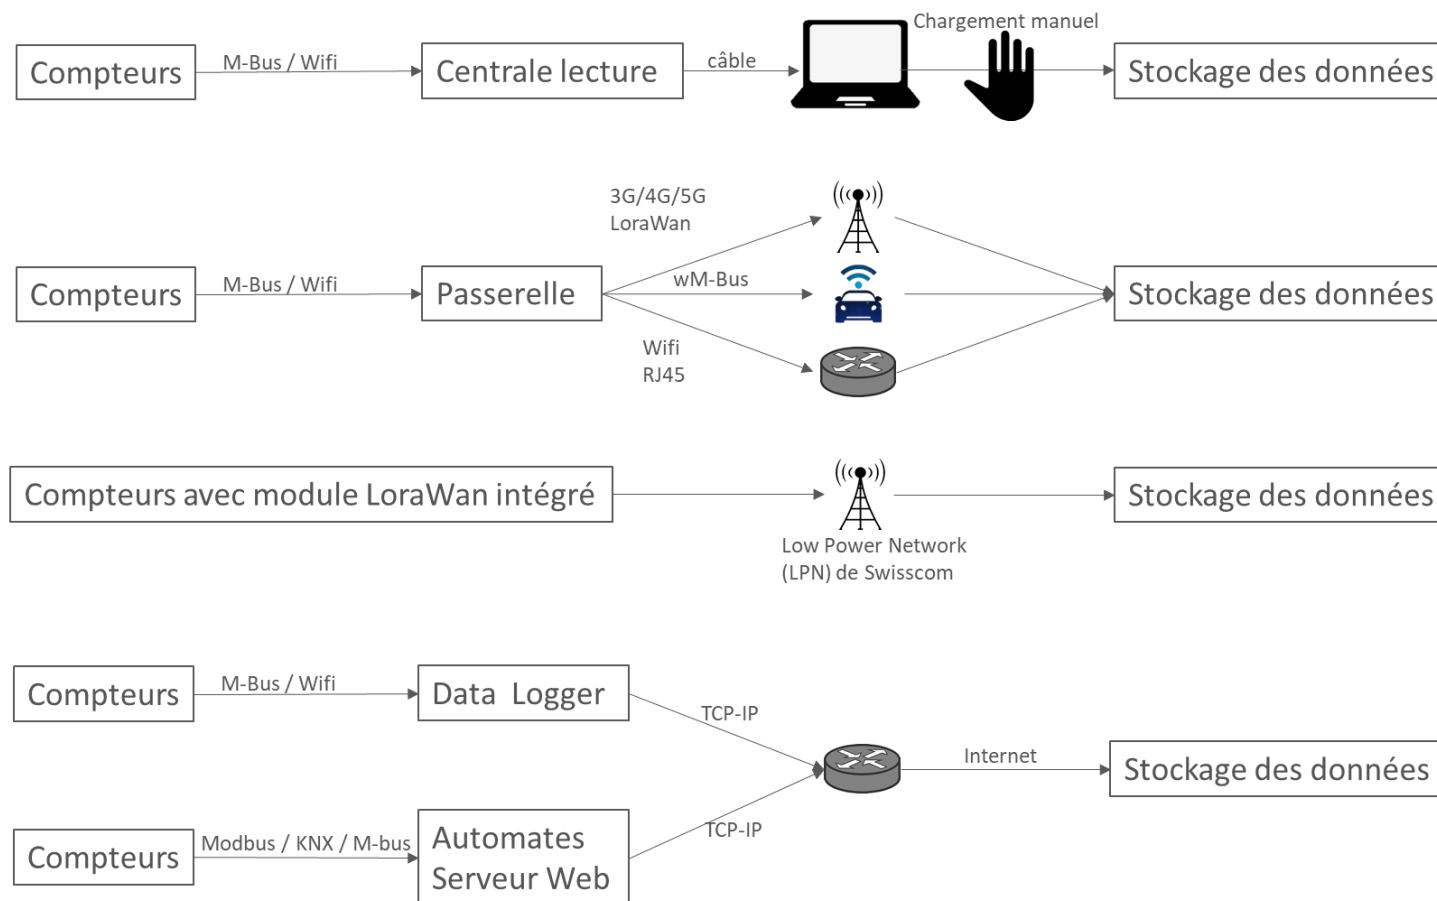 Chargement manuel
Compteurs
M-Bus / Wifi
Centrale lecture
câble
Stockage des données
3G/4G/5G
LoraWan
Compteurs
M-Bus / Wifi
Passerelle
wM-Bus
Stockage des données
Wifi
RJ45
Compteurs avec module LoraWan intégré
Stockage des données
Low Power Network
(LPN) de Swisscom
Compteurs
M-Bus / Wifi
Data Logger
TCP-IP
Internet
Stockage des données
Compteurs
Modbus / KNX / M-bus
Automates
Serveur Web
TCP-IP